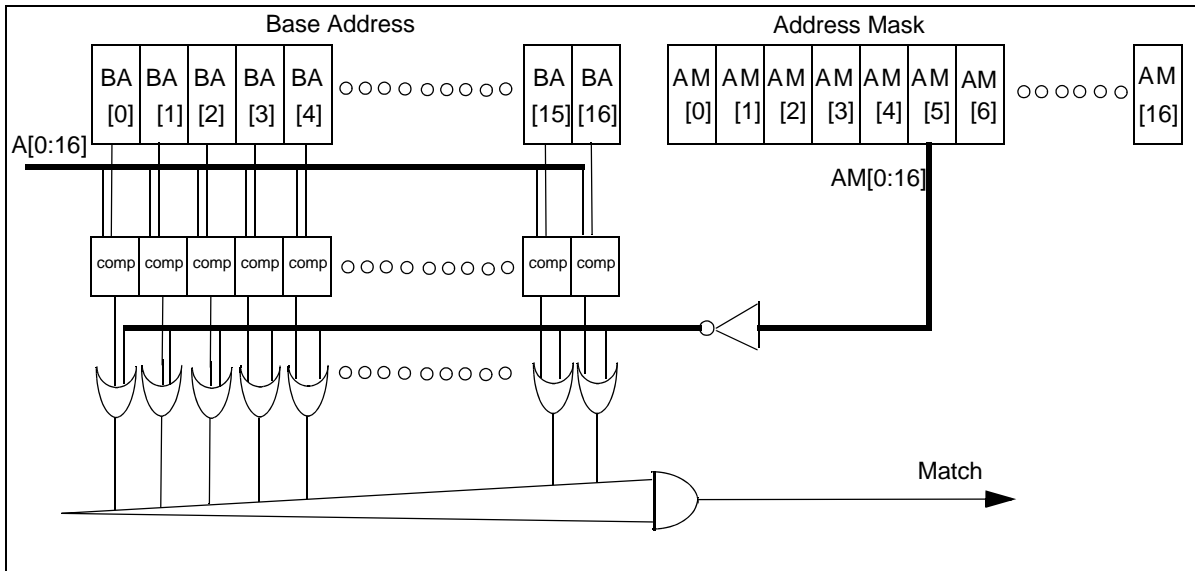 Base Address
Address Mask
BA [0]
BA [1]
BA [2]
BA [3]
BA [4]
BA [15]
BA [16]
AM [0]
AM [1]
AM [2]
AM [3]
AM [4]
AM [5]
AM [6]
AM [16]
A[0:16]
AM[0:16]
comp
comp
comp
comp
comp
comp
comp
Match